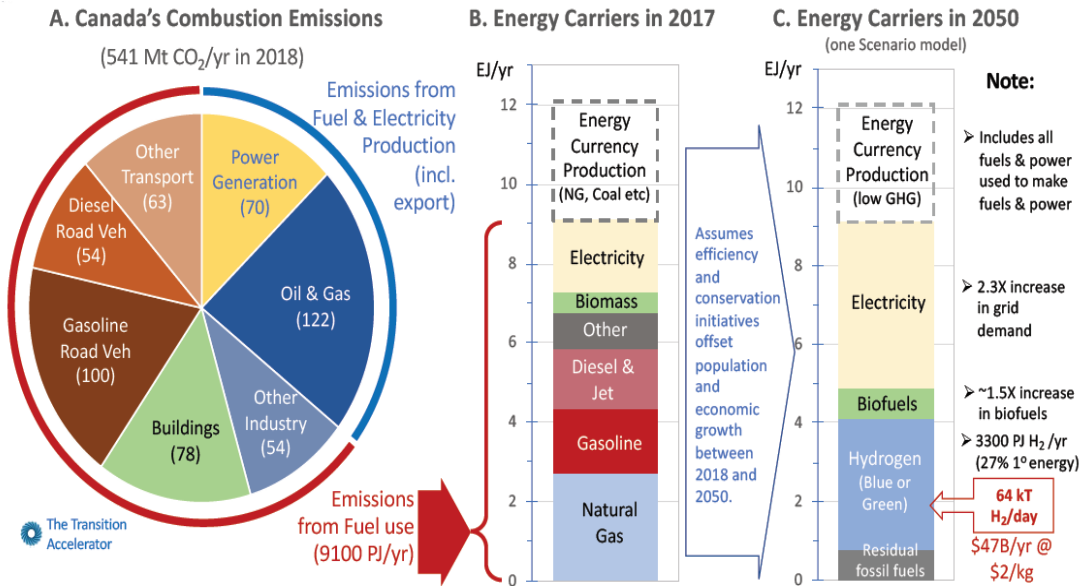 A. Canada's Combustion Emissions
(541 Mt CO₂/yr in 2018)
Emissions from
Fuel & Electricity
Production
(incl.
export)
Power
Generation
(70)
Oil & Gas
(122)
Other
Industry
(54)
Buildings
(78)
Gasoline
Road Veh
(100)
Diesel
Road Veh
(54)
Other
Transport
(63)
Emissions
from Fuel use
(9100 PJ/yr)
The Transition
Accelerator
B. Energy Carriers in 2017
EJ/yr
12
10
8
6
4
2
0
Energy
Currency
Production
(NG, Coal etc)
Electricity
Biomass
Other
Diesel &
Jet
Gasoline
Natural
Gas
Assumes
efficiency
and
conservation
initiatives
offset
population
and
economic
growth
between
2018 and
2050.
C. Energy Carriers in 2050
(one Scenario model)
EJ/yr
12
10
8
6
4
2
0
Energy
Currency
Production
(low GHG)
Electricity
Biofuels
Hydrogen
(Blue or
Green)
Residual
fossil fuels
Note:
➢ Includes all
fuels & power
used to make
fuels & power
➢ 2.3X increase
in grid
demand
➢ ~1.5X increase
in biofuels
➢ 3300 PJ H₂ /yr
(27% 1º energy)
64 kT
H₂/day
$47B/yr @
$2/kg